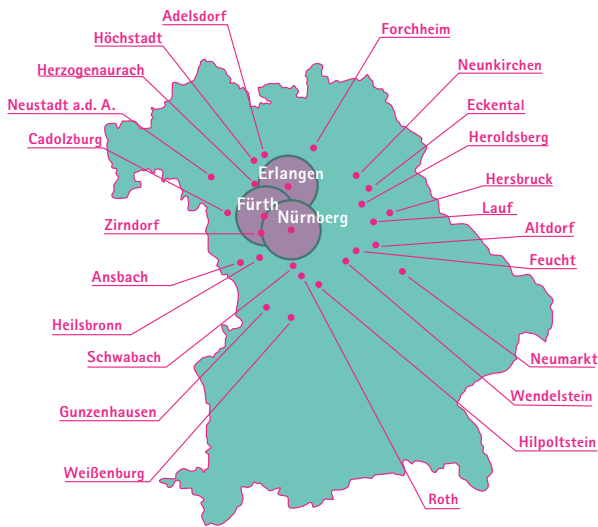 Adelsdorf
Forchheim
Höchstadt
Neunkirchen
Herzogenaurach
Eckental
Neustadt a.d. A.
Heroldsberg
Cadolzburg
Erlangen
Hersbruck
Fürth
Lauf
Nürnberg
Zirndorf
Altdorf
Feucht
Ansbach
Heilsbronn
Schwabach
Neumarkt
Wendelstein
Gunzenhausen
Hilpoltstein
Weißenburg
Roth